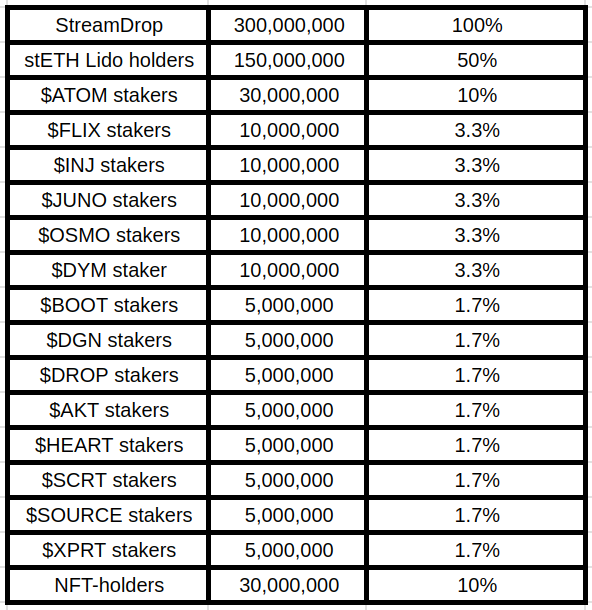 StreamDrop 300,000,000 100%
stETH Lido holders 150,000,000 50%
$ATOM stakers 30,000,000 10%
$FLIX stakers 10,000,000 3.3%
$INJ stakers 10,000,000 3.3%
$JUNO stakers 10,000,000 3.3%
$OSMO stakers 10,000,000 3.3%
$DYM staker 10,000,000 3.3%
$BOOT stakers 5,000,000 1.7%
$DGN stakers 5,000,000 1.7%
$DROP stakers 5,000,000 1.7%
$AKT stakers 5,000,000 1.7%
$HEART stakers 5,000,000 1.7%
$SCRT stakers 5,000,000 1.7%
$SOURCE stakers 5,000,000 1.7%
$XPRT stakers 5,000,000 1.7%
NFT-holders 30,000,000 10%